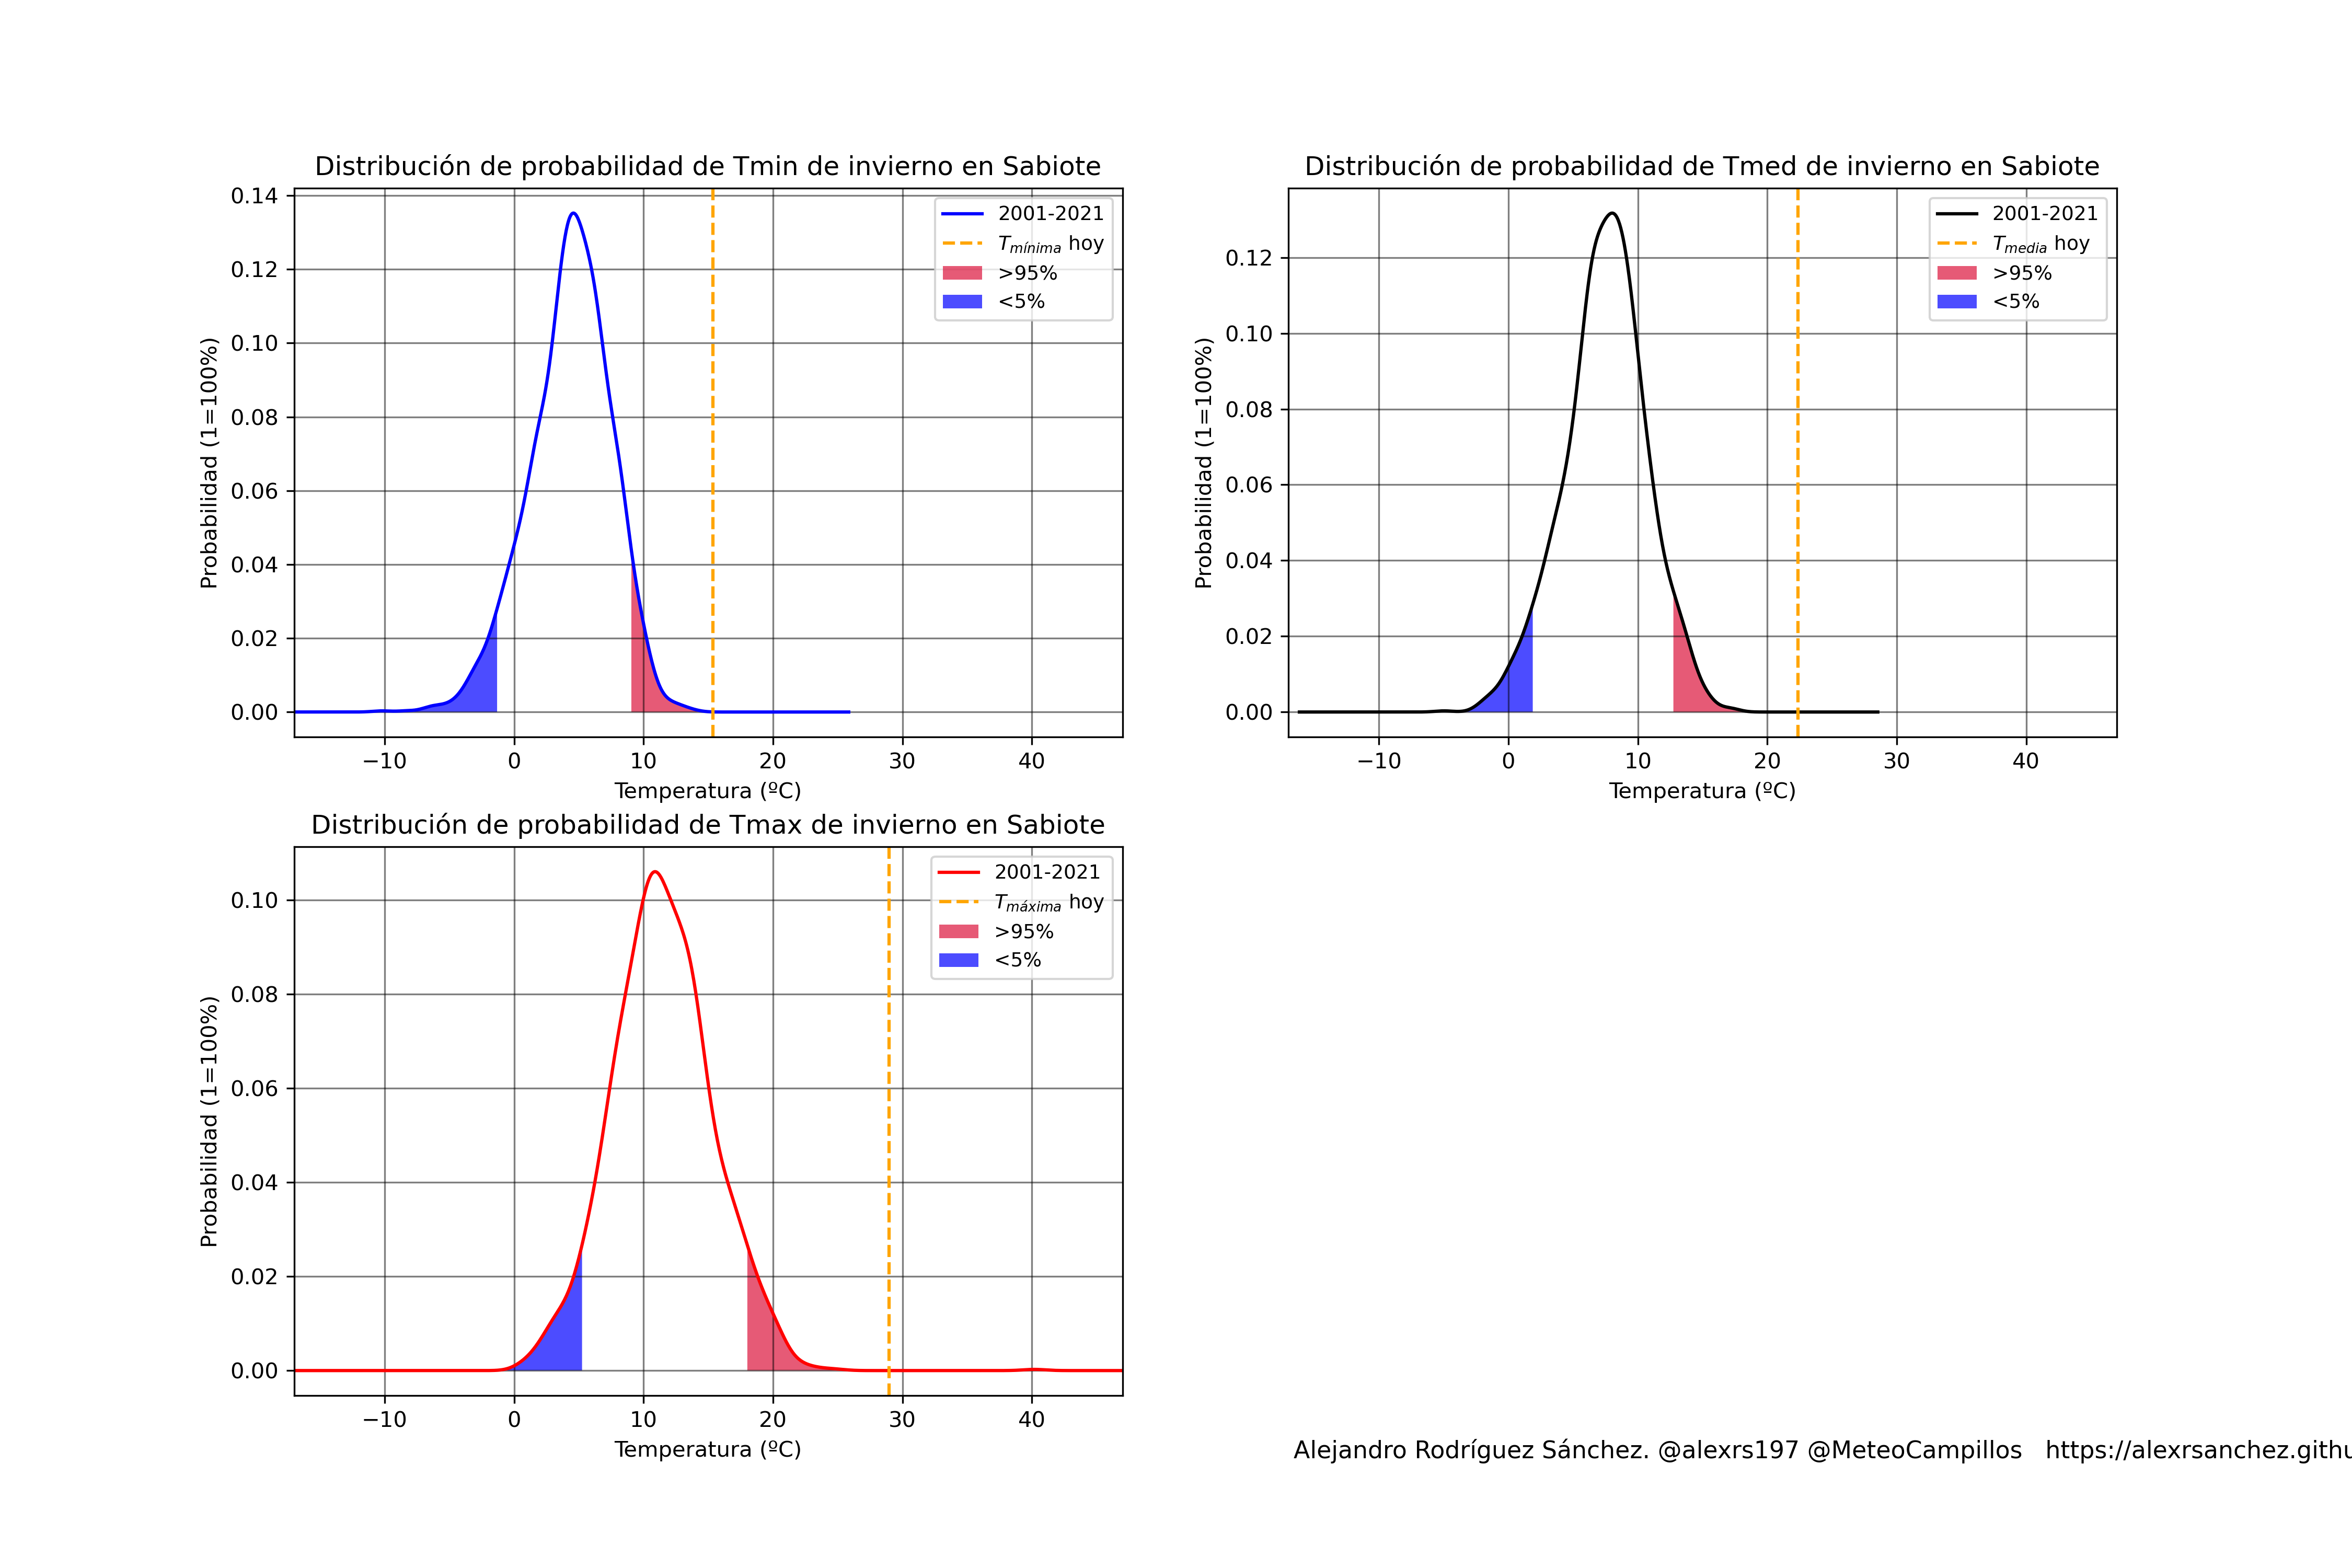 Distribución de probabilidad de Tmin de invierno en Sabiote
Probabilidad (1=100%)
0.14
0.12
0.10
0.08
0.06
0.04
0.02
0.00
2001-2021
Tmínima hoy
>95%
<5%
−10 0 10 20 30 40
Temperatura (ºC)
Distribución de probabilidad de Tmed de invierno en Sabiote
Probabilidad (1=100%)
0.12
0.10
0.08
0.06
0.04
0.02
0.00
2001-2021
Tmedia hoy
>95%
<5%
−10 0 10 20 30 40
Temperatura (ºC)
Distribución de probabilidad de Tmax de invierno en Sabiote
Probabilidad (1=100%)
0.10
0.08
0.06
0.04
0.02
0.00
2001-2021
Tmáxima hoy
>95%
<5%
−10 0 10 20 30 40
Temperatura (ºC)
Alejandro Rodríguez Sánchez. @alexrs197 @MeteoCampillos https://alexrsanchez.githu